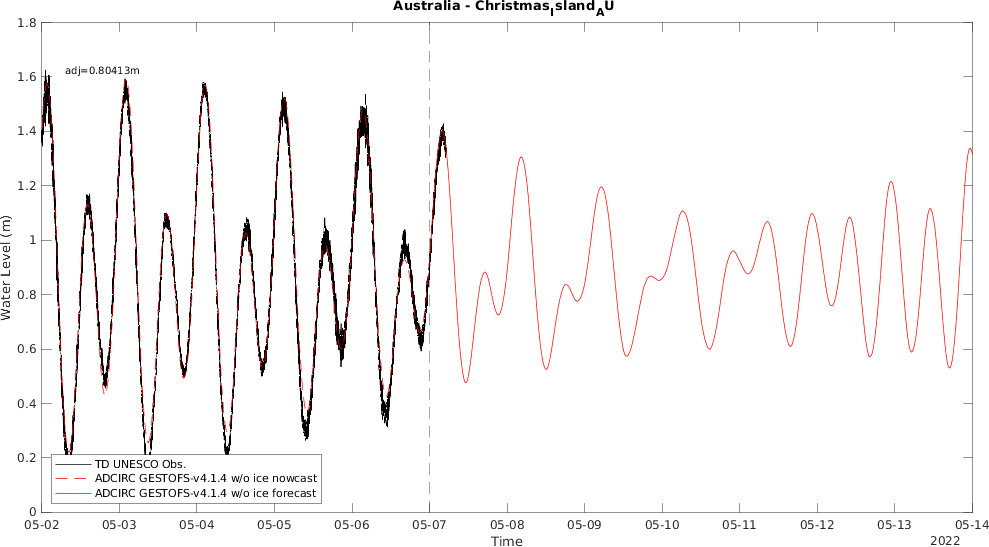 Australia - Christmas_Island_AU
1.8
1.6
1.4
1.2
1
0.8
0.6
0.4
0.2
0
Water Level (m)
adj=0.80413m
TD UNESCO Obs.
ADCIRC GESTOFS-v4.1.4 w/o ice nowcast
ADCIRC GESTOFS-v4.1.4 w/o ice forecast
05-02 05-03 05-04 05-05 05-06 05-07 05-08 05-09 05-10 05-11 05-12 05-13 05-14
Time
2022